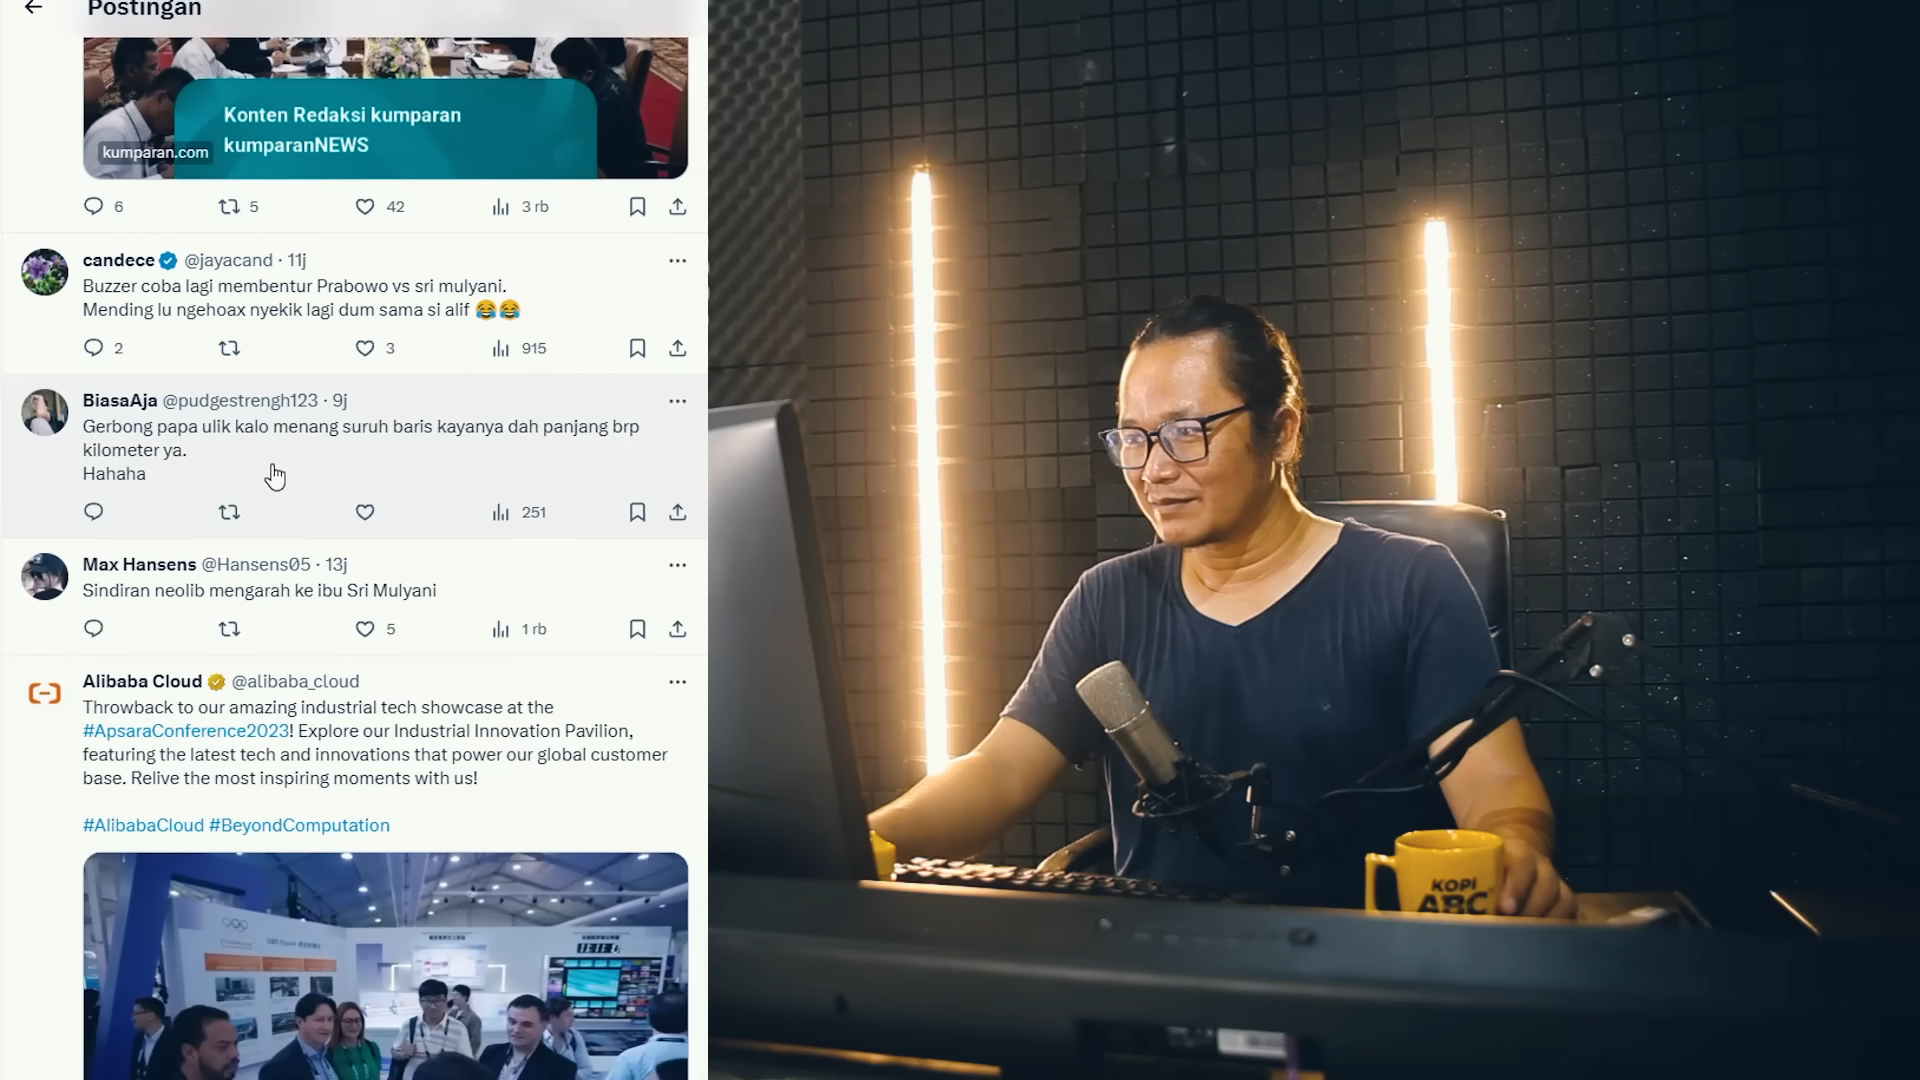 Postingan
Konten Redaksi kumparan
kumparanNEWS
kumparan.com
6
5
42
3 rb
candece @jayacand · 11j
Buzzer coba lagi membentur Prabowo vs sri mulyani.
Mending lu ngehoax nyekik lagi dum sama si alif 😂😂
2
3
915
BiasaAja @pudgestrengh123 · 9j
Gerbong papa ulik kalo menang suruh baris kayanya dah panjang brp
kilometer ya.
Hahaha
251
Max Hansens @Hansens05 · 13j
Sindiran neolib mengarah ke ibu Sri Mulyani
5
1 rb
Alibaba Cloud @alibaba_cloud
Throwback to our amazing industrial tech showcase at the
#ApsaraConference2023! Explore our Industrial Innovation Pavilion,
featuring the latest tech and innovations that power our global customer
base. Relive the most inspiring moments with us!
#AlibabaCloud #BeyondComputation
KOPI
ABC